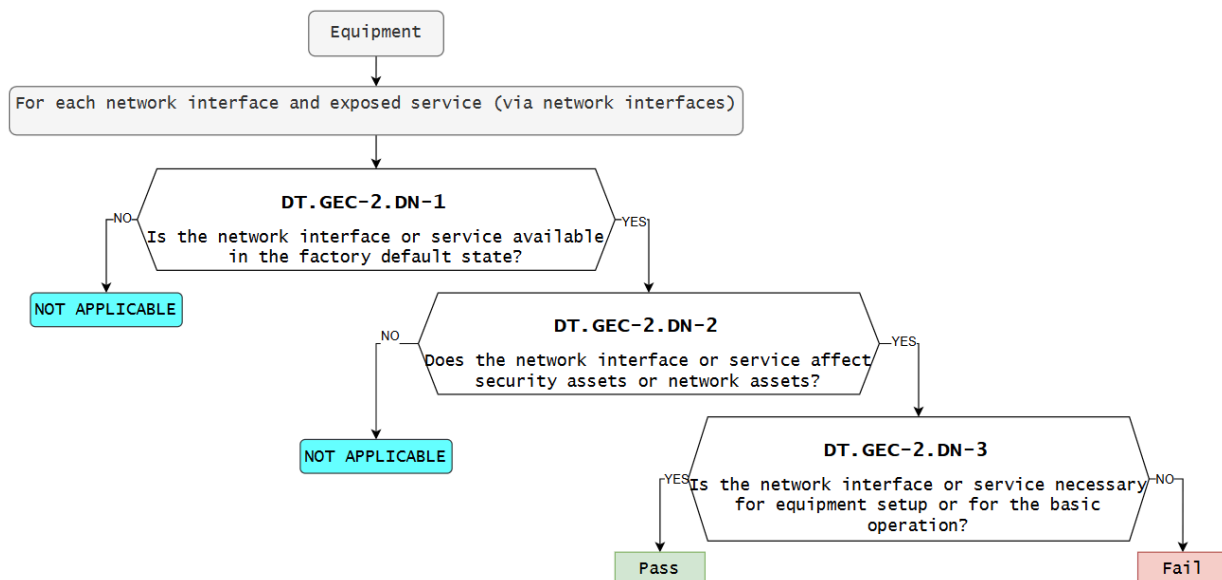 Equipment
For each network interface and exposed service (via network interfaces)
DT.GEC-2.DN-1
NO
YES
Is the network interface or service available
in the factory default state?
NOT APPLICABLE
DT.GEC-2.DN-2
NO
YES
Does the network interface or service affect
security assets or network assets?
NOT APPLICABLE
DT.GEC-2.DN-3
YES
NO
Is the network interface or service necessary
for equipment setup or for the basic
operation?
Pass
Fail